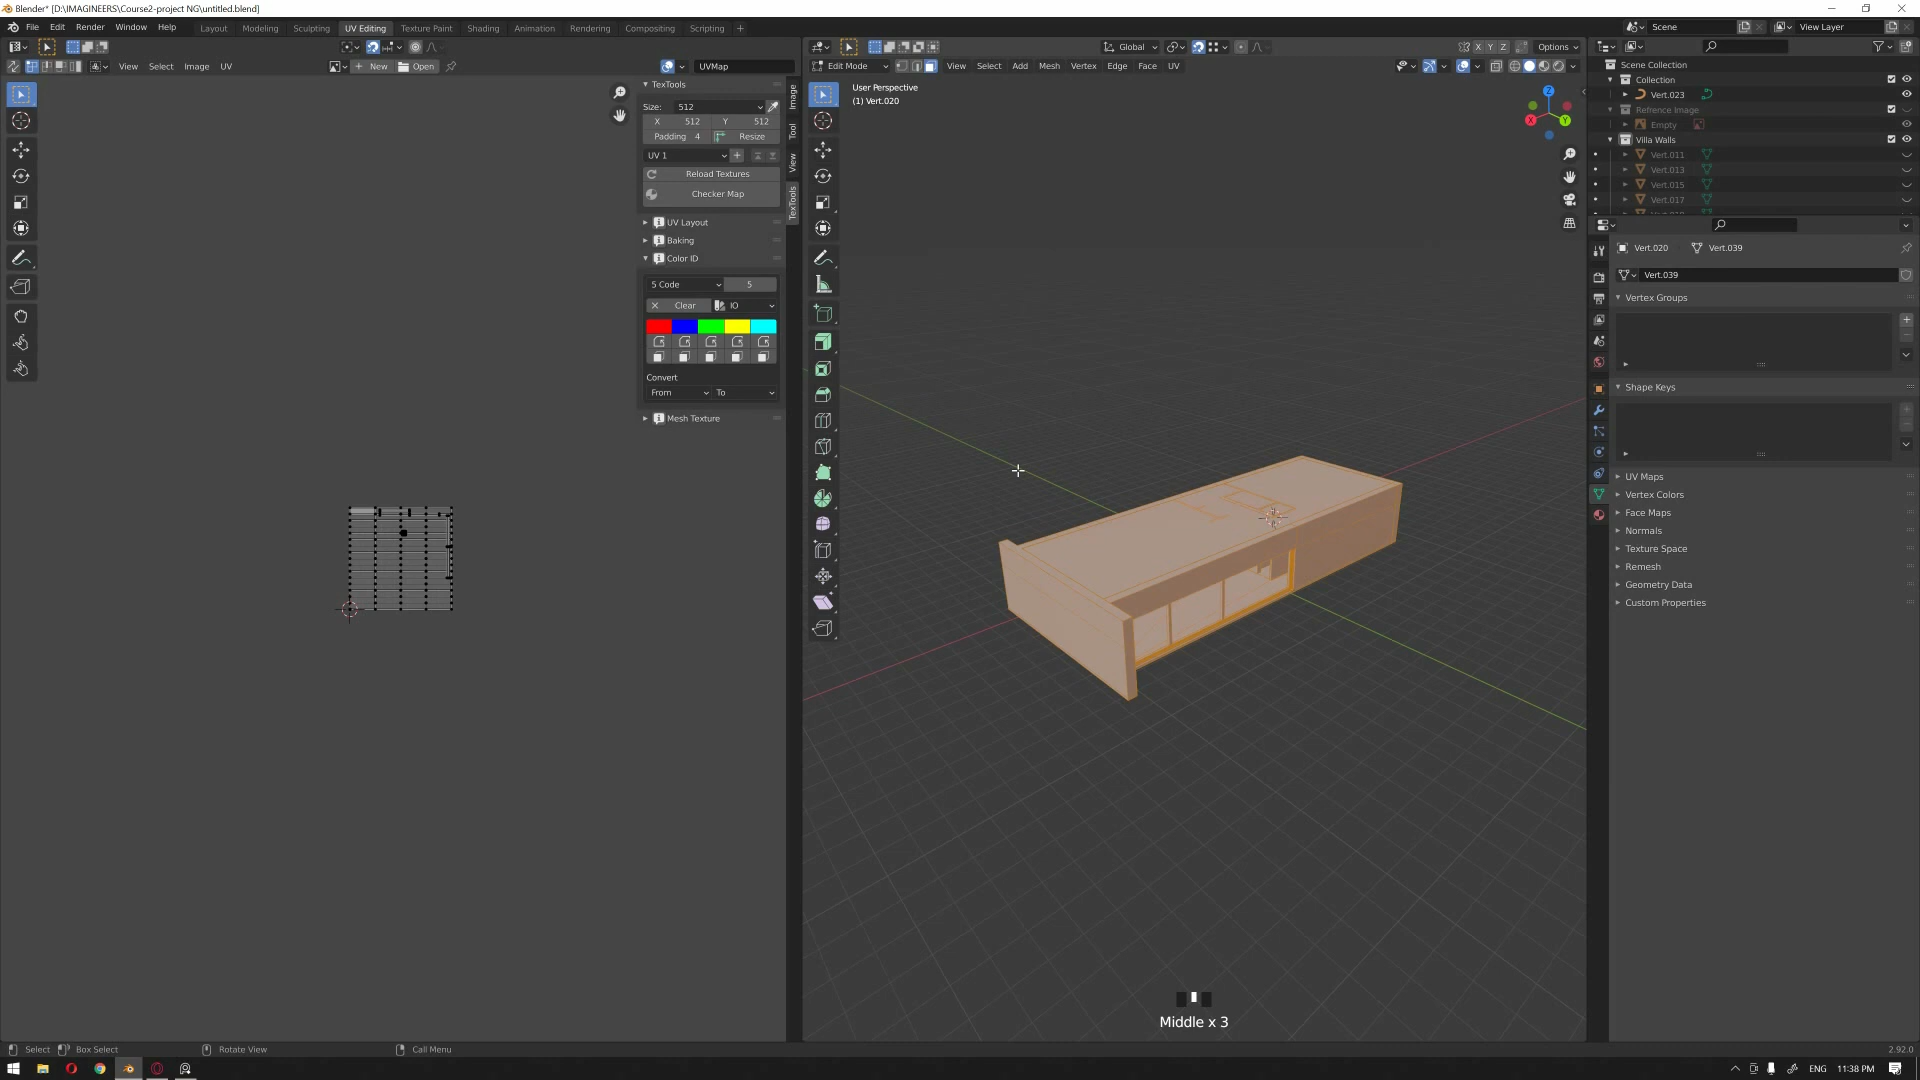 Blender* [D:\IMAGINEERS\Course2-project NG\untitled.blend]
File Edit Render Window Help Layout Modeling Sculpting UV Editing Texture Paint Shading Animation Rendering Compositing Scripting + Scene View Layer
Global X Y Z Options
View Select Image UV New Open UVMap Edit Mode View Select Add Mesh Vertex Edge Face UV
Scene Collection
Collection
Vert.023
Refrence Image
Empty
Villa Walls
Vert.011
Vert.013
Vert.015
Vert.017
TexTools
Size: 512
X 512 Y 512
Padding 4 Resize
UV 1
Reload Textures
Checker Map
UV Layout
Baking
Color ID
5 Code 5
Clear IO
Convert
From To
Mesh Texture
Image
Tool
View
TexTools
User Perspective
(1) Vert.020
Z
X Y
Vert.020 Vert.039
Vert.039
Vertex Groups
Shape Keys
UV Maps
Vertex Colors
Face Maps
Normals
Texture Space
Remesh
Geometry Data
Custom Properties
Middle x 3
Select Box Select Rotate View Call Menu 2.92.0
ENG 11:38 PM